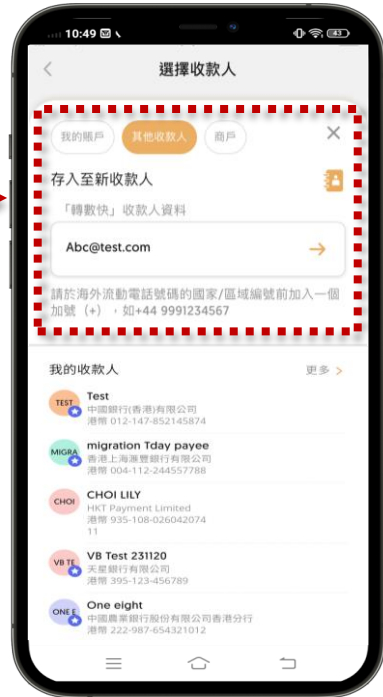 10:49
43
選擇收款人
我的賬戶 其他收款人 商戶
存入至新收款人
「轉數快」收款人資料
Abc@test.com
請於海外流動電話號碼的國家/區域編號前加入一個
加號（+），如+44 9991234567
我的收款人 更多 >
TEST Test
中國銀行(香港)有限公司
港幣 012-147-852145874
MIGRA migration Tday payee
香港上海滙豐銀行有限公司
港幣 004-112-244557788
CHOI CHOI LILY
HKT Payment Limited
港幣 935-108-026042074
11
VB TE VB Test 231120
天星銀行有限公司
港幣 395-123-456789
ONE E One eight
中國農業銀行股份有限公司香港分行
港幣 222-987-654321012